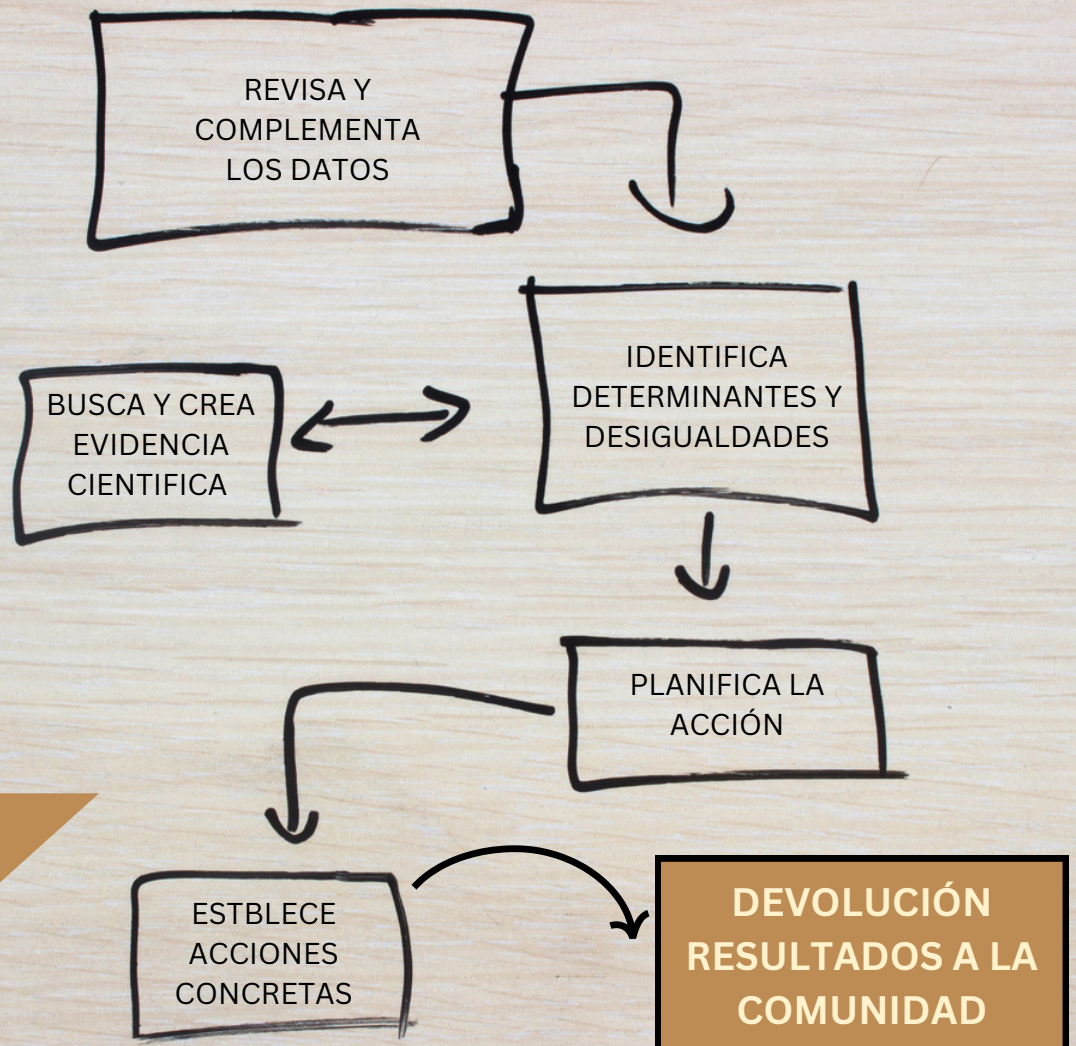 REVISA Y
COMPLEMENTA
LOS DATOS
IDENTIFICA
DETERMINANTES Y
DESIGUALDADES
BUSCA Y CREA
EVIDENCIA
CIENTIFICA
PLANIFICA LA
ACCIÓN
ESTBLECE
ACCIONES
CONCRETAS
DEVOLUCIÓN
RESULTADOS A LA
COMUNIDAD